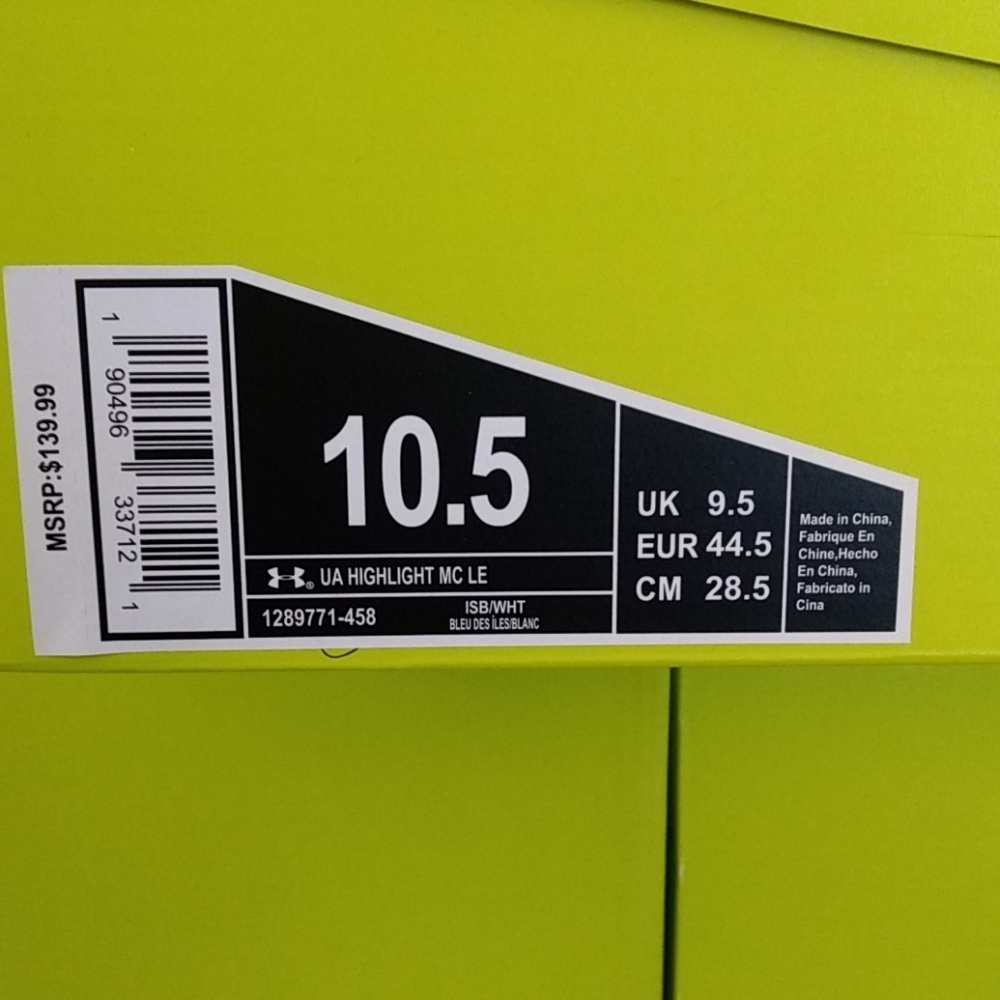 MSRP:$139.99
1 90496 33712 1
10.5
UA HIGHLIGHT MC LE
1289771-458
ISB/WHT
BLEU DES ÎLES/BLANC
UK 9.5
EUR 44.5
CM 28.5
Made in China,
Fabrique En
Chine,Hecho
En China,
Fabricato in
Cina